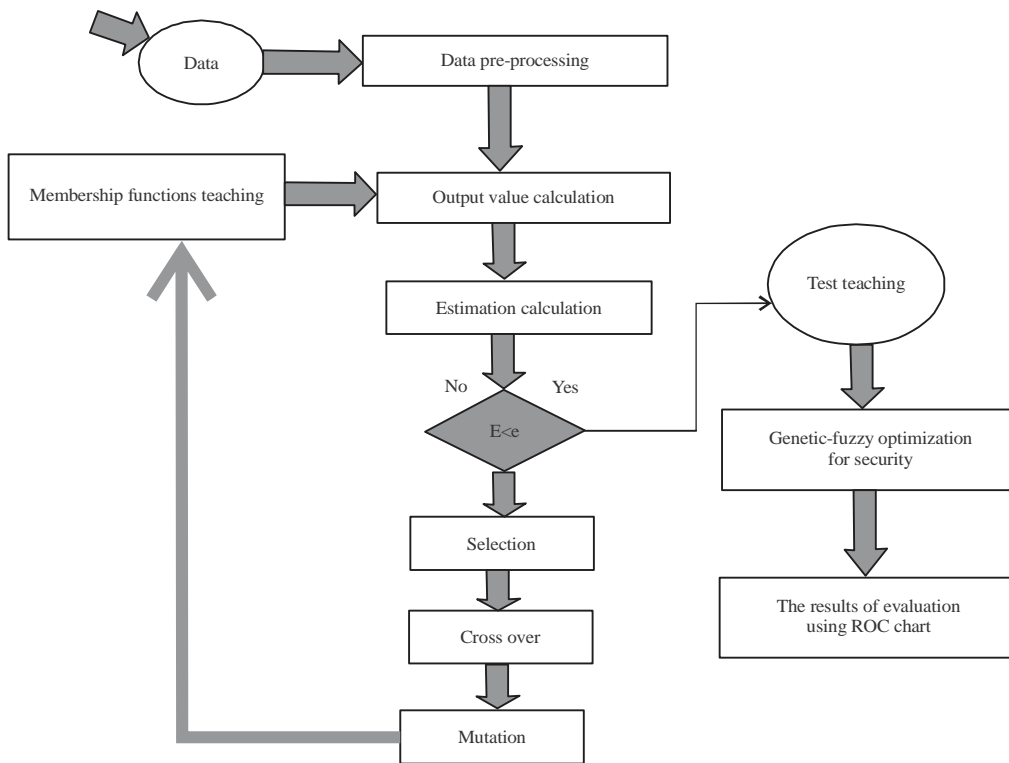 Data
Data pre-processing
Membership functions teaching
Output value calculation
Estimation calculation
Test teaching
No
Yes
E<e
Genetic-fuzzy optimization
for security
Selection
The results of evaluation
using ROC chart
Cross over
Mutation